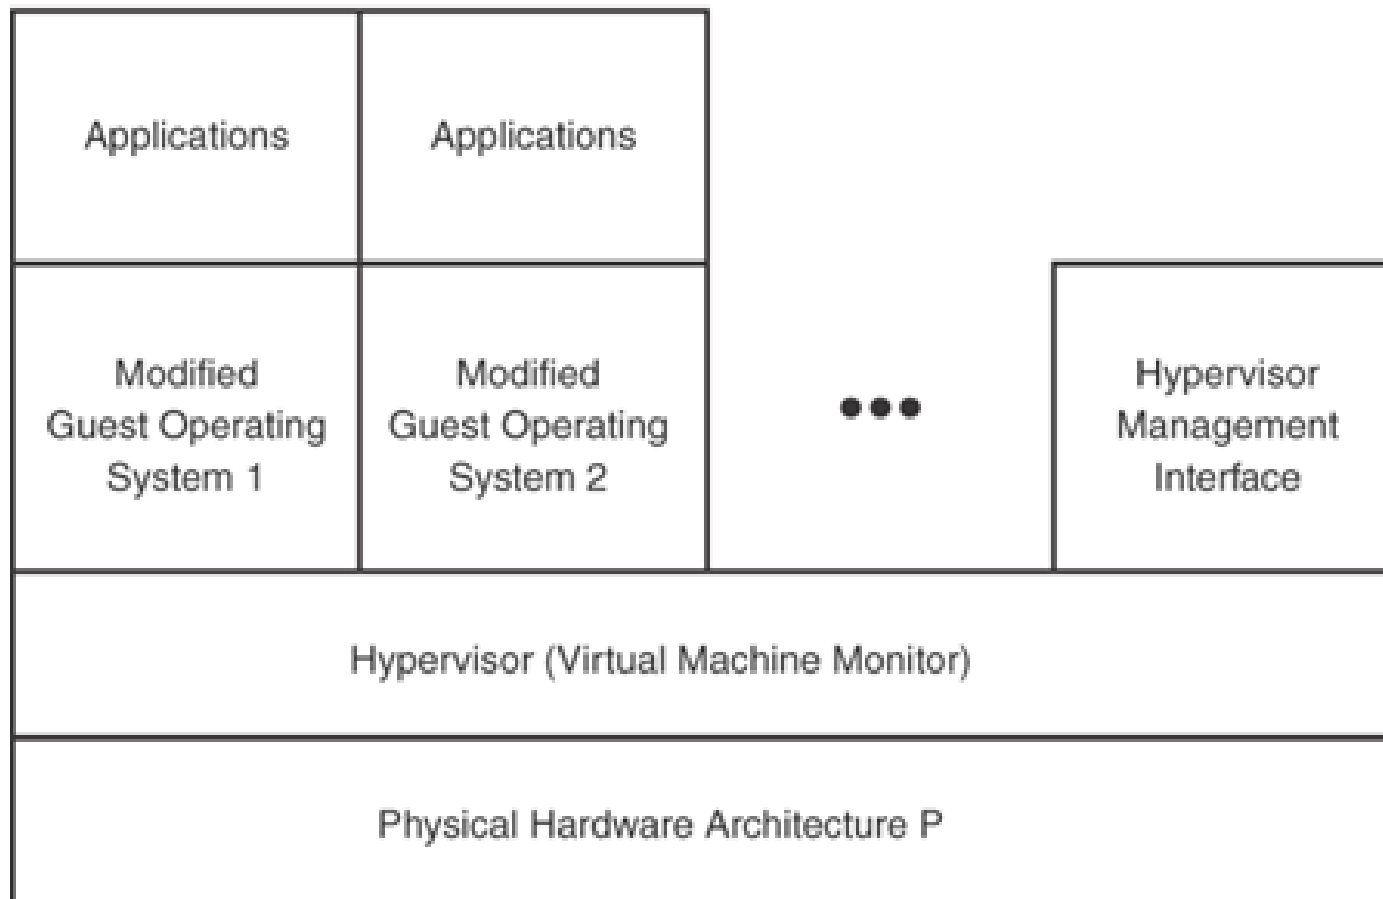 Applications
Applications
Modified
Guest Operating
System 1
Modified
Guest Operating
System 2
Hypervisor
Management
Interface
Hypervisor (Virtual Machine Monitor)
Physical Hardware Architecture P